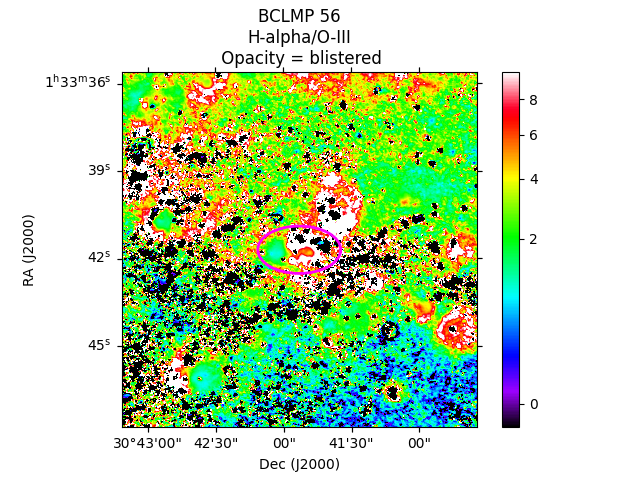 BCLMP 56
H-alpha/O-III
Opacity = blistered
1h33m36s
39s
42s
45s
RA (J2000)
30°43'00" 42'30" 00" 41'30" 00"
Dec (J2000)
8
6
4
2
0